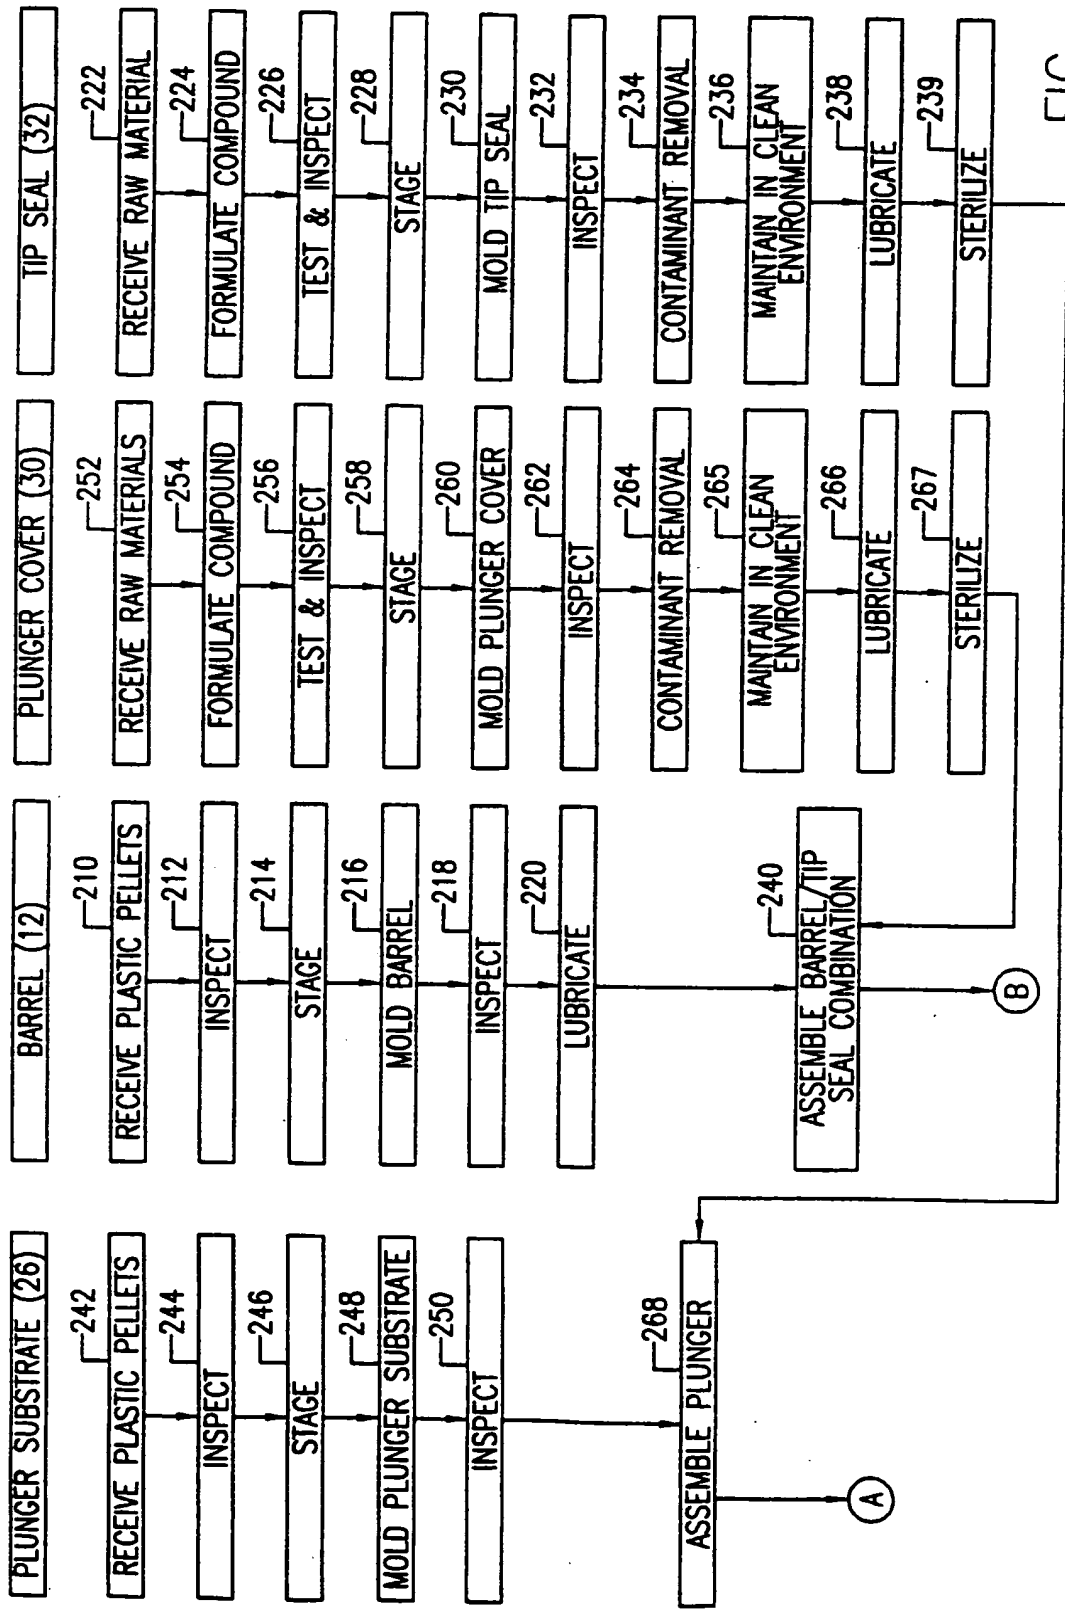 PLUNGER SUBSTRATE (26)
242
RECEIVE PLASTIC PELLETS
244
INSPECT
246
STAGE
248
MOLD PLUNGER SUBSTRATE
250
INSPECT
268
ASSEMBLE PLUNGER
A
BARREL (12)
210
RECEIVE PLASTIC PELLETS
212
INSPECT
214
STAGE
216
MOLD BARREL
218
INSPECT
220
LUBRICATE
240
ASSEMBLE BARREL/TIP
SEAL COMBINATION
B
PLUNGER COVER (30)
252
RECEIVE RAW MATERIALS
254
FORMULATE COMPOUND
256
TEST & INSPECT
258
STAGE
260
MOLD PLUNGER COVER
262
INSPECT
264
CONTAMINANT REMOVAL
265
MAINTAIN IN CLEAN
ENVIRONMENT
266
LUBRICATE
267
STERILIZE
TIP SEAL (32)
222
RECEIVE RAW MATERIAL
224
FORMULATE COMPOUND
226
TEST & INSPECT
228
STAGE
230
MOLD TIP SEAL
232
INSPECT
234
CONTAMINANT REMOVAL
236
MAINTAIN IN CLEAN
ENVIRONMENT
238
LUBRICATE
239
STERILIZE